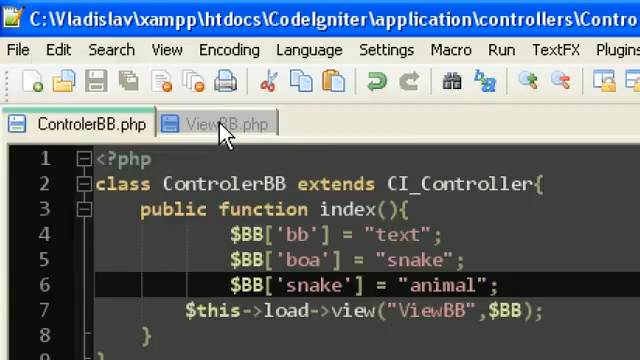 C:\Vladislav\xampp\htdocs\CodeIgniter\application\controllers\Contro
File Edit Search View Encoding Language Settings Macro Run TextFX Plugins
ControlerBB.php ViewBB.php
1 <?php
2 class ControlerBB extends CI_Controller{
3 public function index(){
4 $BB['bb'] = "text";
5 $BB['boa'] = "snake";
6 $BB['snake'] = "animal";
7 $this->load->view("ViewBB",$BB);
8 }
9 }